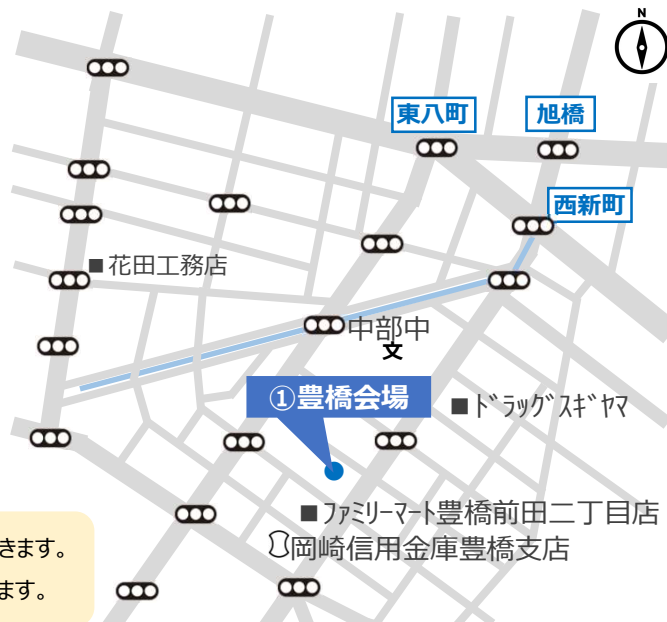 N
東八町
旭橋
西新町
■花田工務店
中部中
文
①豊橋会場
■ドラッグスギヤマ
■ファミリーマート豊橋前田二丁目店
岡崎信用金庫豊橋支店
きます。
ます。